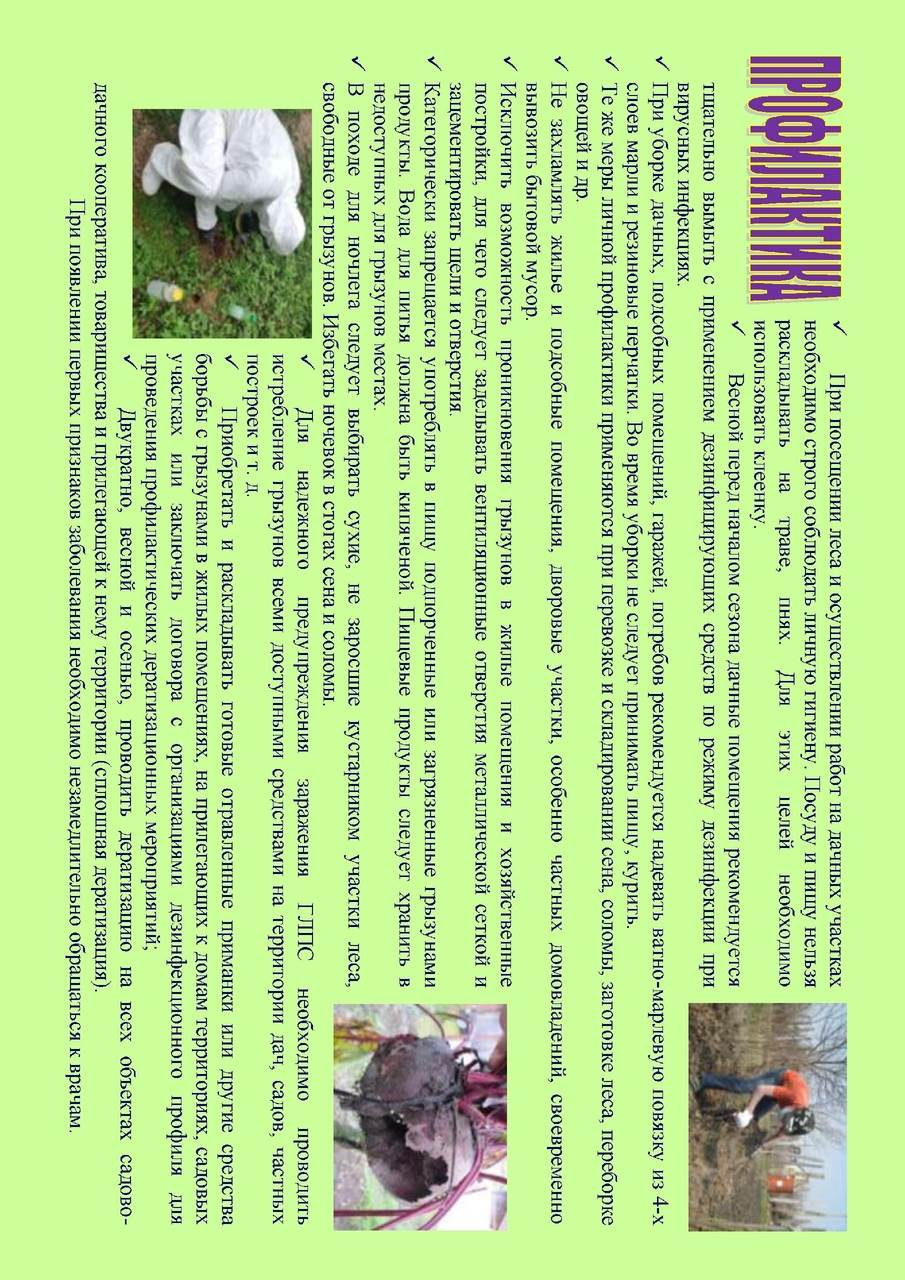 ПРОФИЛАКТИКА
✓ При посещении леса и осуществлении работ на дачных участках
необходимо строго соблюдать личную гигиену. Посуду и пищу нельзя
раскладывать на траве, пнях. Для этих целей необходимо
использовать клеенку.
✓ Весной перед началом сезона дачные помещения рекомендуется
тщательно вымыть с применением дезинфицирующих средств по режиму дезинфекции при
вирусных инфекциях.
✓ При уборке дачных, подсобных помещений, гаражей, погребов рекомендуется надевать ватно-марлевую повязку из 4-х
слоев марли и резиновые перчатки. Во время уборки не следует принимать пищу, курить.
✓ Те же меры личной профилактики применяются при перевозке и складировании сена, соломы, заготовке леса, переборке
овощей и др.
✓ Не захламлять жилье и подсобные помещения, дворовые участки, особенно частных домовладений, своевременно
вывозить бытовой мусор.
✓ Исключить возможность проникновения грызунов в жилые помещения и хозяйственные
постройки, для чего следует заделывать вентиляционные отверстия металлической сеткой и
зацементировать щели и отверстия.
✓ Категорически запрещается употреблять в пищу подпорченные или загрязненные грызунами
продукты. Вода для питья должна быть кипяченой. Пищевые продукты следует хранить в
недоступных для грызунов местах.
✓ В походе для ночлега следует выбирать сухие, не заросшие кустарником участки леса,
свободные от грызунов. Избегать ночевок в стогах сена и соломы.
✓ Для надежного предупреждения заражения ГЛПС необходимо проводить
истребление грызунов всеми доступными средствами на территории дач, садов, частных
построек и т. д.
✓ Приобретать и раскладывать готовые отравленные приманки или другие средства
борьбы с грызунами в жилых помещениях, на прилегающих к домам территориях, садовых
участках или заключать договора с организациями дезинфекционного профиля для
проведения профилактических дератизационных мероприятий;
✓ Двукратно, весной и осенью, проводить дератизацию на всех объектах садово-
дачного кооператива, товарищества и прилегающей к нему территории (сплошная дератизация).
При появлении первых признаков заболевания необходимо незамедлительно обращаться к врачам.